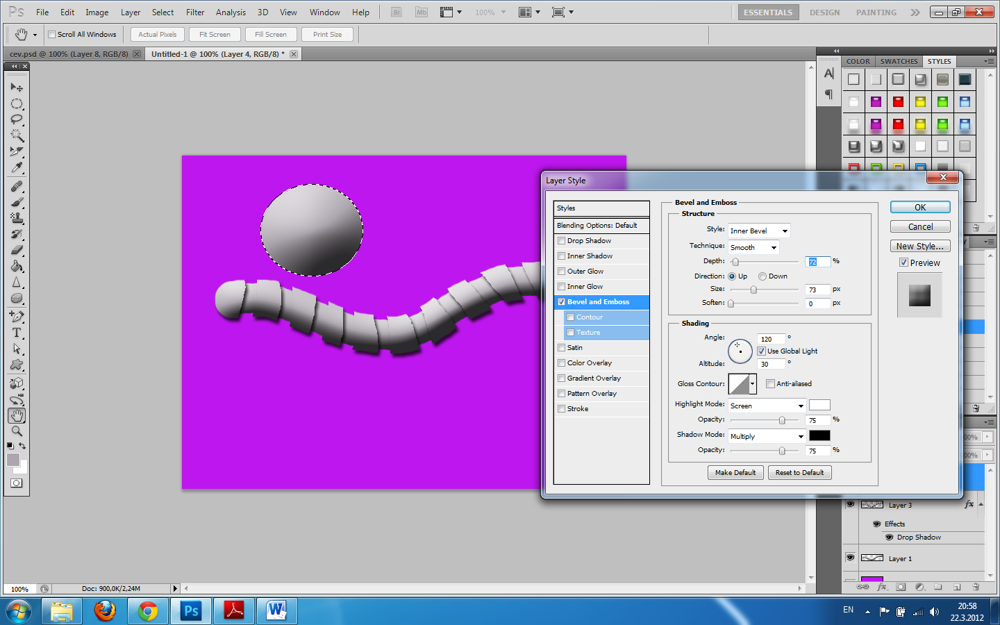 Ps File Edit Image Layer Select Filter Analysis 3D View Window Help Br Mb 100% ESSENTIALS DESIGN PAINTING
Scroll All Windows Actual Pixels Fit Screen Fill Screen Print Size
cev.psd @ 100% (Layer 8, RGB/8) Untitled-1 @ 100% (Layer 4, RGB/8) *
COLOR SWATCHES STYLES
A
Layer Style
Styles
Blending Options: Default
Drop Shadow
Inner Shadow
Outer Glow
Inner Glow
Bevel and Emboss
Contour
Texture
Satin
Color Overlay
Gradient Overlay
Pattern Overlay
Stroke
Bevel and Emboss
Structure
Style: Inner Bevel
Technique: Smooth
Depth: 72 %
Direction: Up Down
Size: 73 px
Soften: 0 px
Shading
Angle: 120 °
Use Global Light
Altitude: 30 °
Gloss Contour: Anti-aliased
Highlight Mode: Screen
Opacity: 75 %
Shadow Mode: Multiply
Opacity: 75 %
Make Default Reset to Default
OK
Cancel
New Style...
Preview
T
Layer 3 fx
Effects
Drop Shadow
Layer 1
fx
100% Doc: 900,0K/2,24M
Ps W EN 20:58
22.3.2012